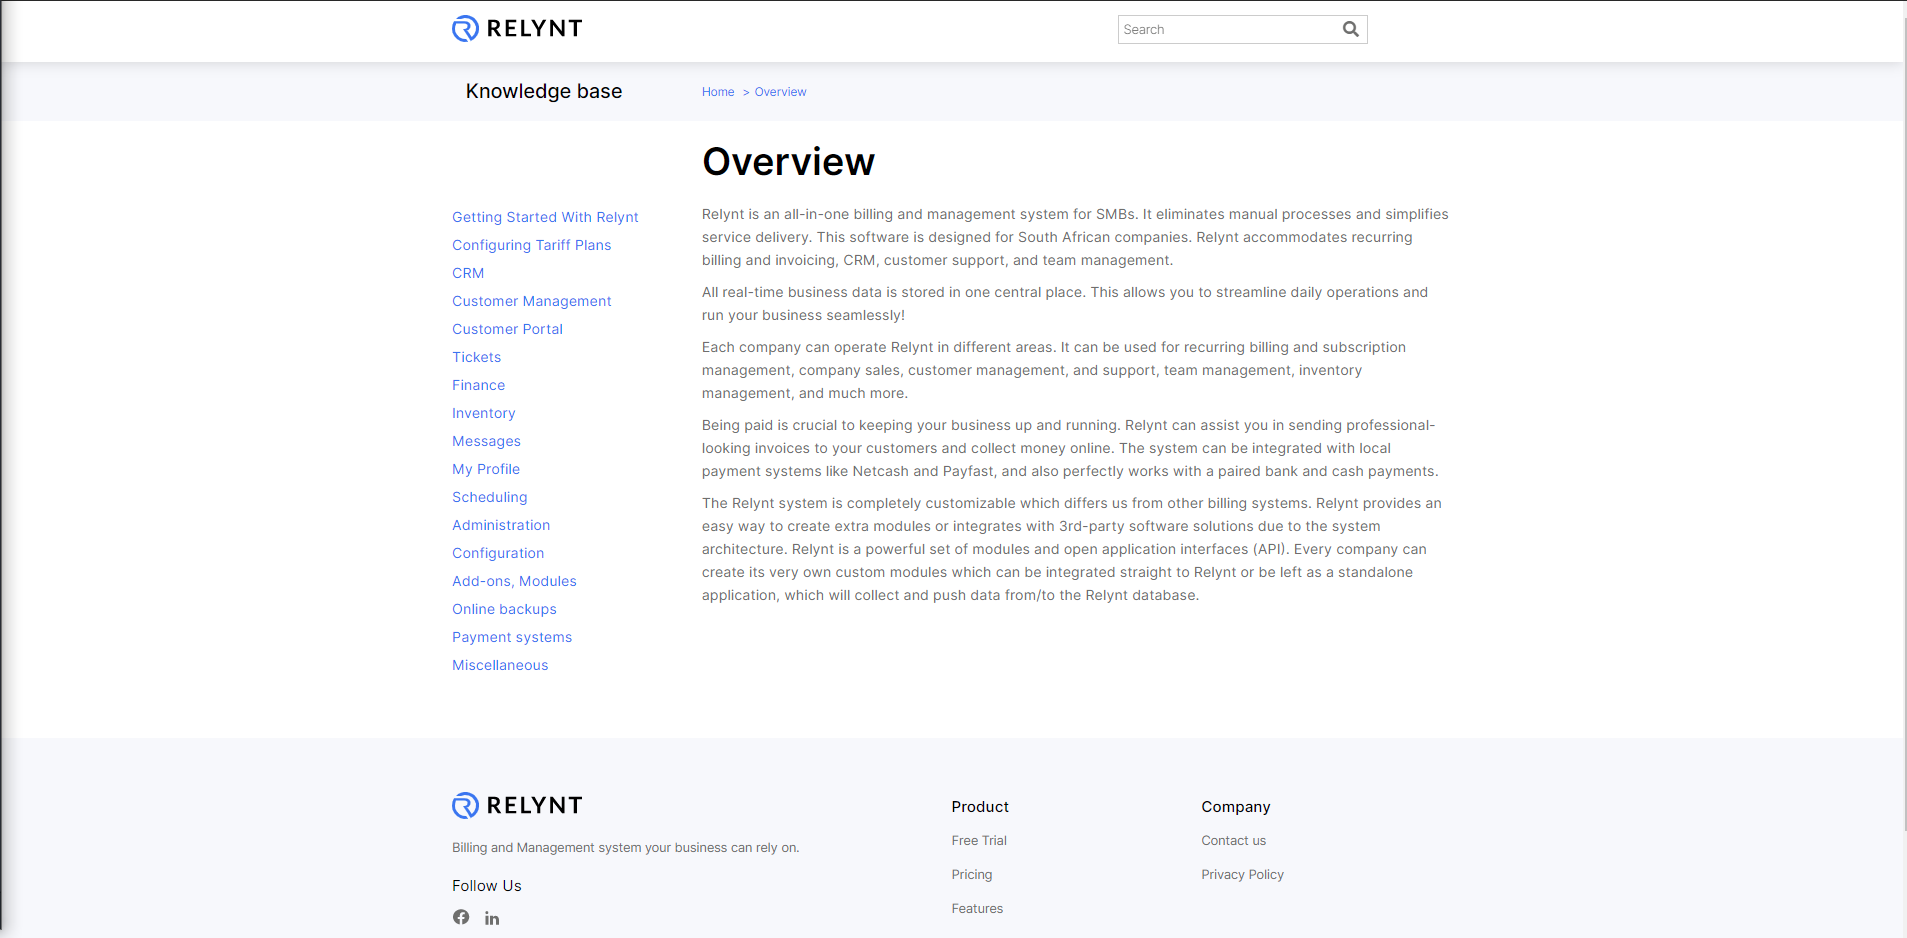 RELYNT
Search
Knowledge base
Home > Overview
Overview
Getting Started With Relynt
Configuring Tariff Plans
CRM
Customer Management
Customer Portal
Tickets
Finance
Inventory
Messages
My Profile
Scheduling
Administration
Configuration
Add-ons, Modules
Online backups
Payment systems
Miscellaneous
Relynt is an all-in-one billing and management system for SMBs. It eliminates manual processes and simplifies
service delivery. This software is designed for South African companies. Relynt accommodates recurring
billing and invoicing, CRM, customer support, and team management.
All real-time business data is stored in one central place. This allows you to streamline daily operations and
run your business seamlessly!
Each company can operate Relynt in different areas. It can be used for recurring billing and subscription
management, company sales, customer management, and support, team management, inventory
management, and much more.
Being paid is crucial to keeping your business up and running. Relynt can assist you in sending professional-
looking invoices to your customers and collect money online. The system can be integrated with local
payment systems like Netcash and Payfast, and also perfectly works with a paired bank and cash payments.
The Relynt system is completely customizable which differs us from other billing systems. Relynt provides an
easy way to create extra modules or integrates with 3rd-party software solutions due to the system
architecture. Relynt is a powerful set of modules and open application interfaces (API). Every company can
create its very own custom modules which can be integrated straight to Relynt or be left as a standalone
application, which will collect and push data from/to the Relynt database.
RELYNT
Billing and Management system your business can rely on.
Follow Us
Product
Free Trial
Pricing
Features
Company
Contact us
Privacy Policy